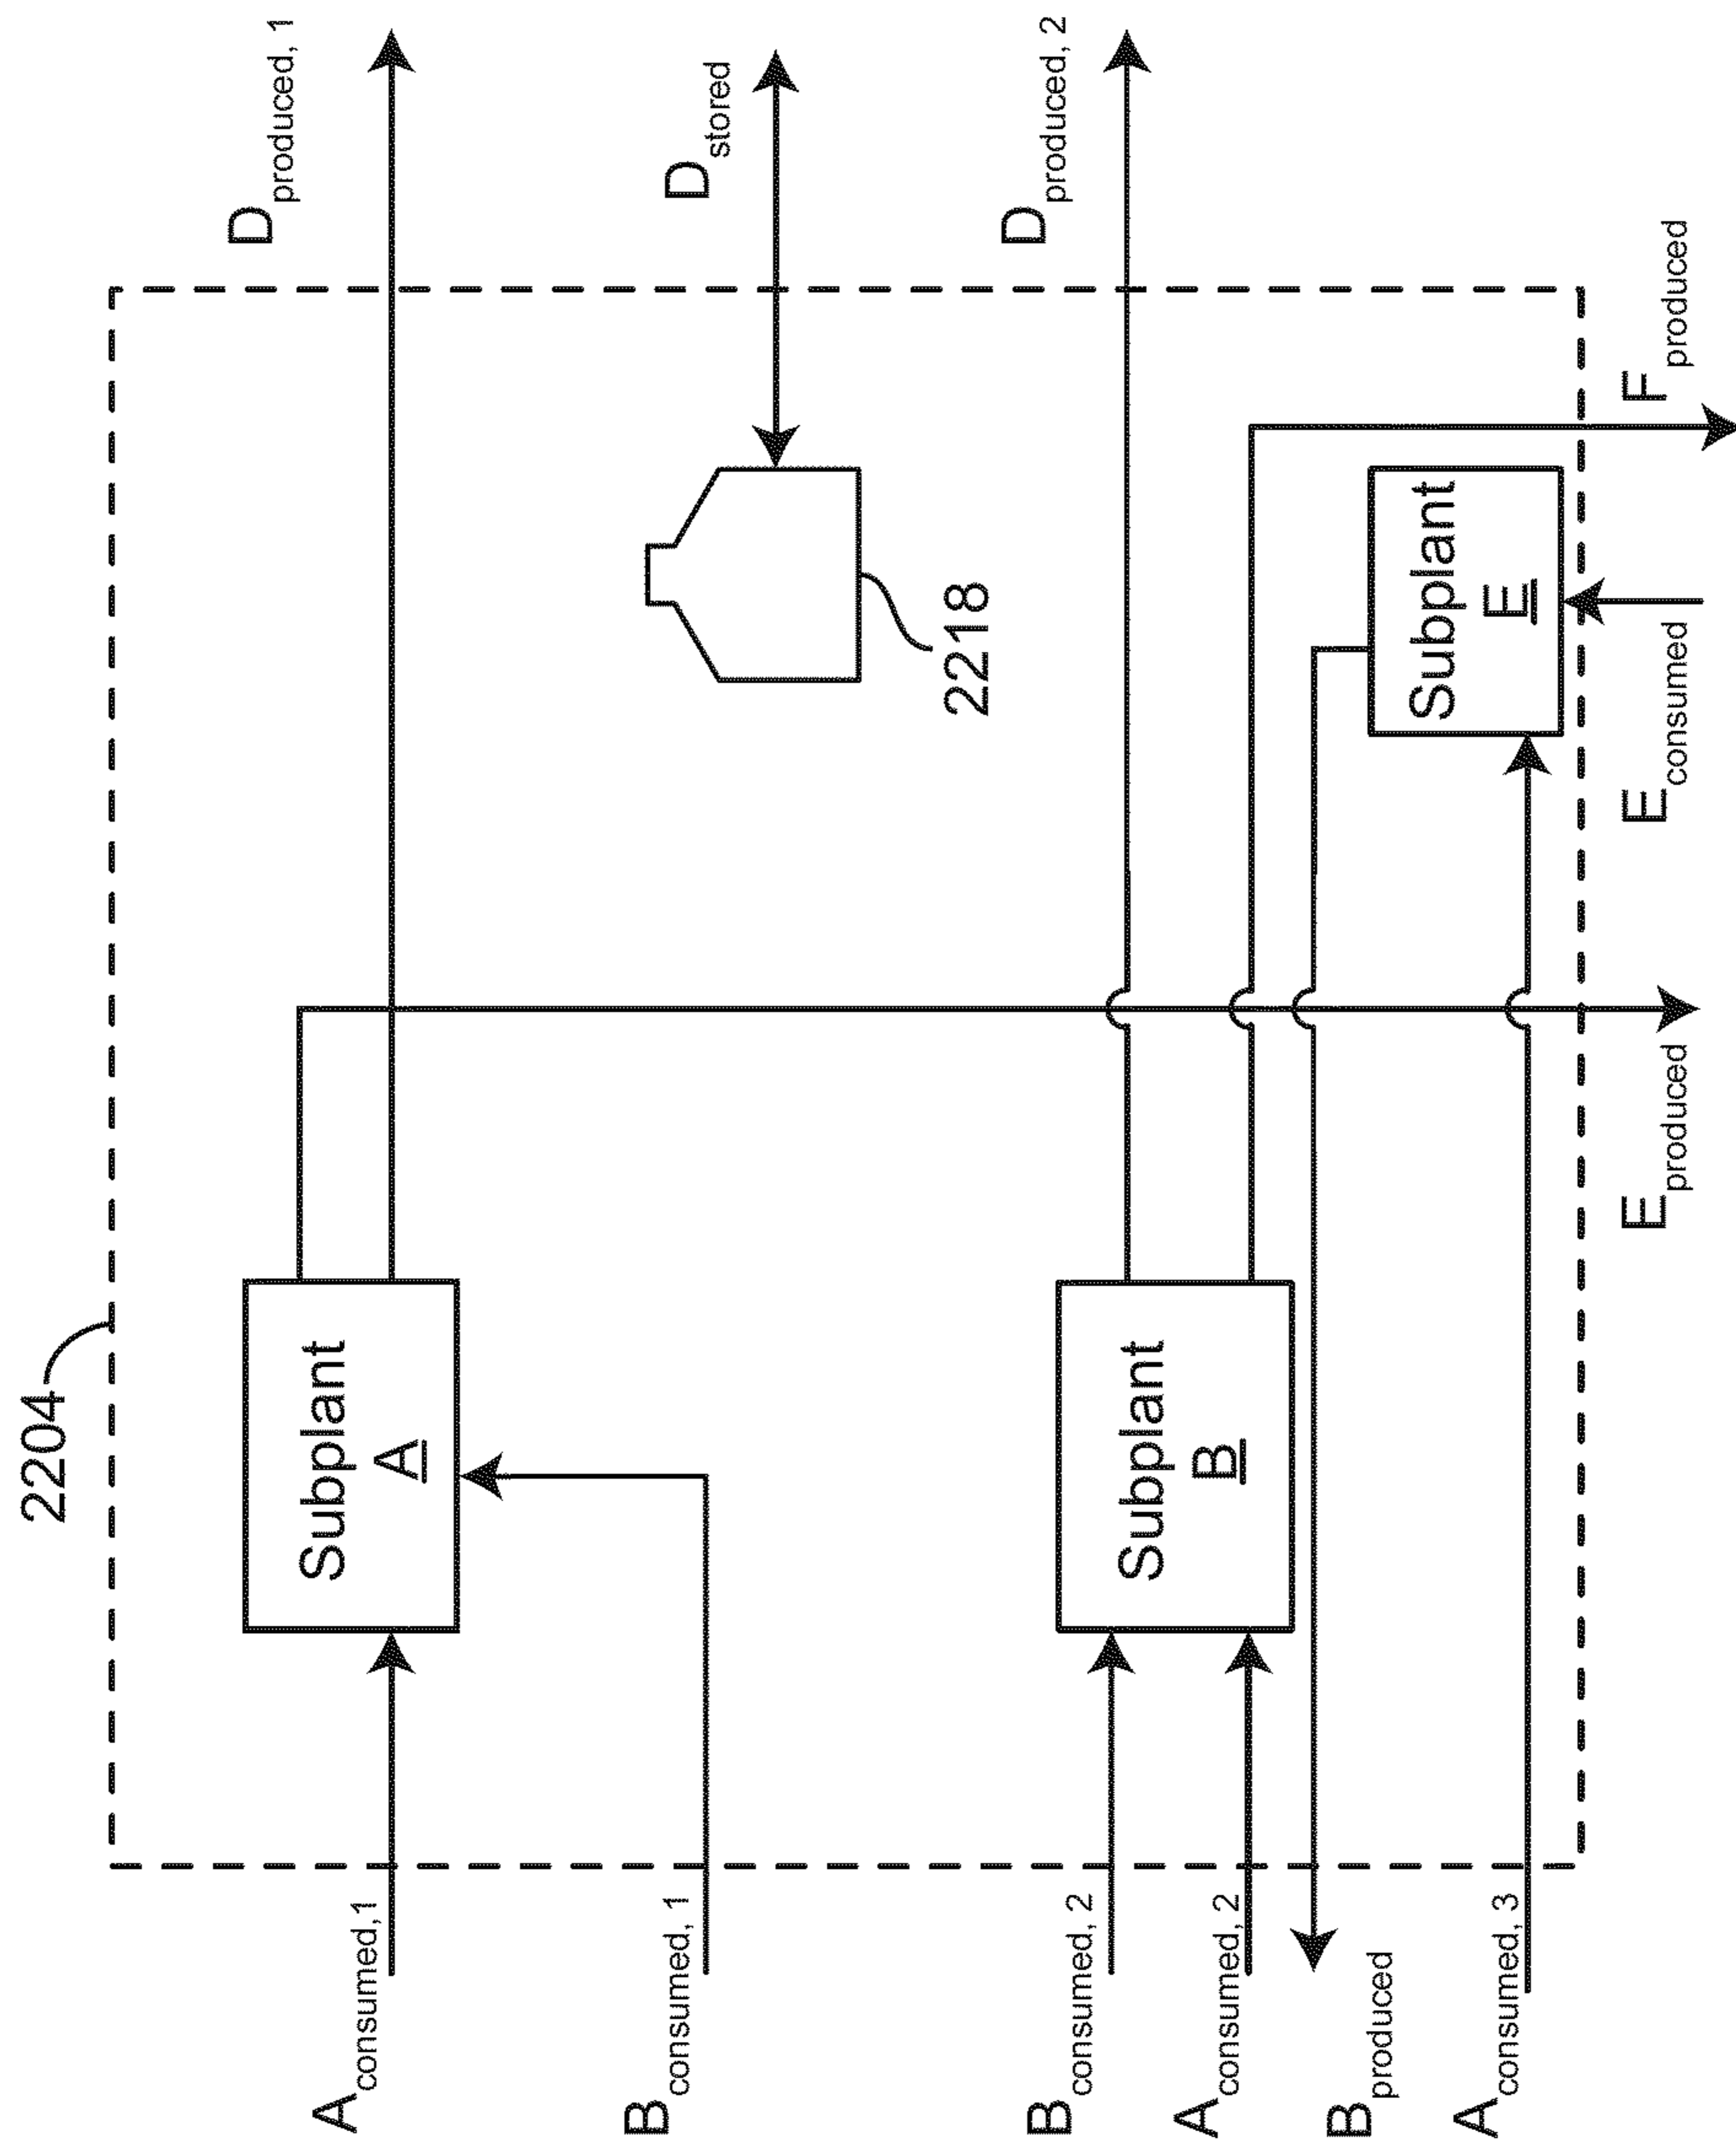 2204
A consumed,1
Subplant
A
D produced, 1
B consumed, 1
D stored
2218
B consumed, 2
Subplant
B
D produced, 2
A consumed, 2
B produced
Subplant
E
A consumed, 3
E produced
E consumed
F produced